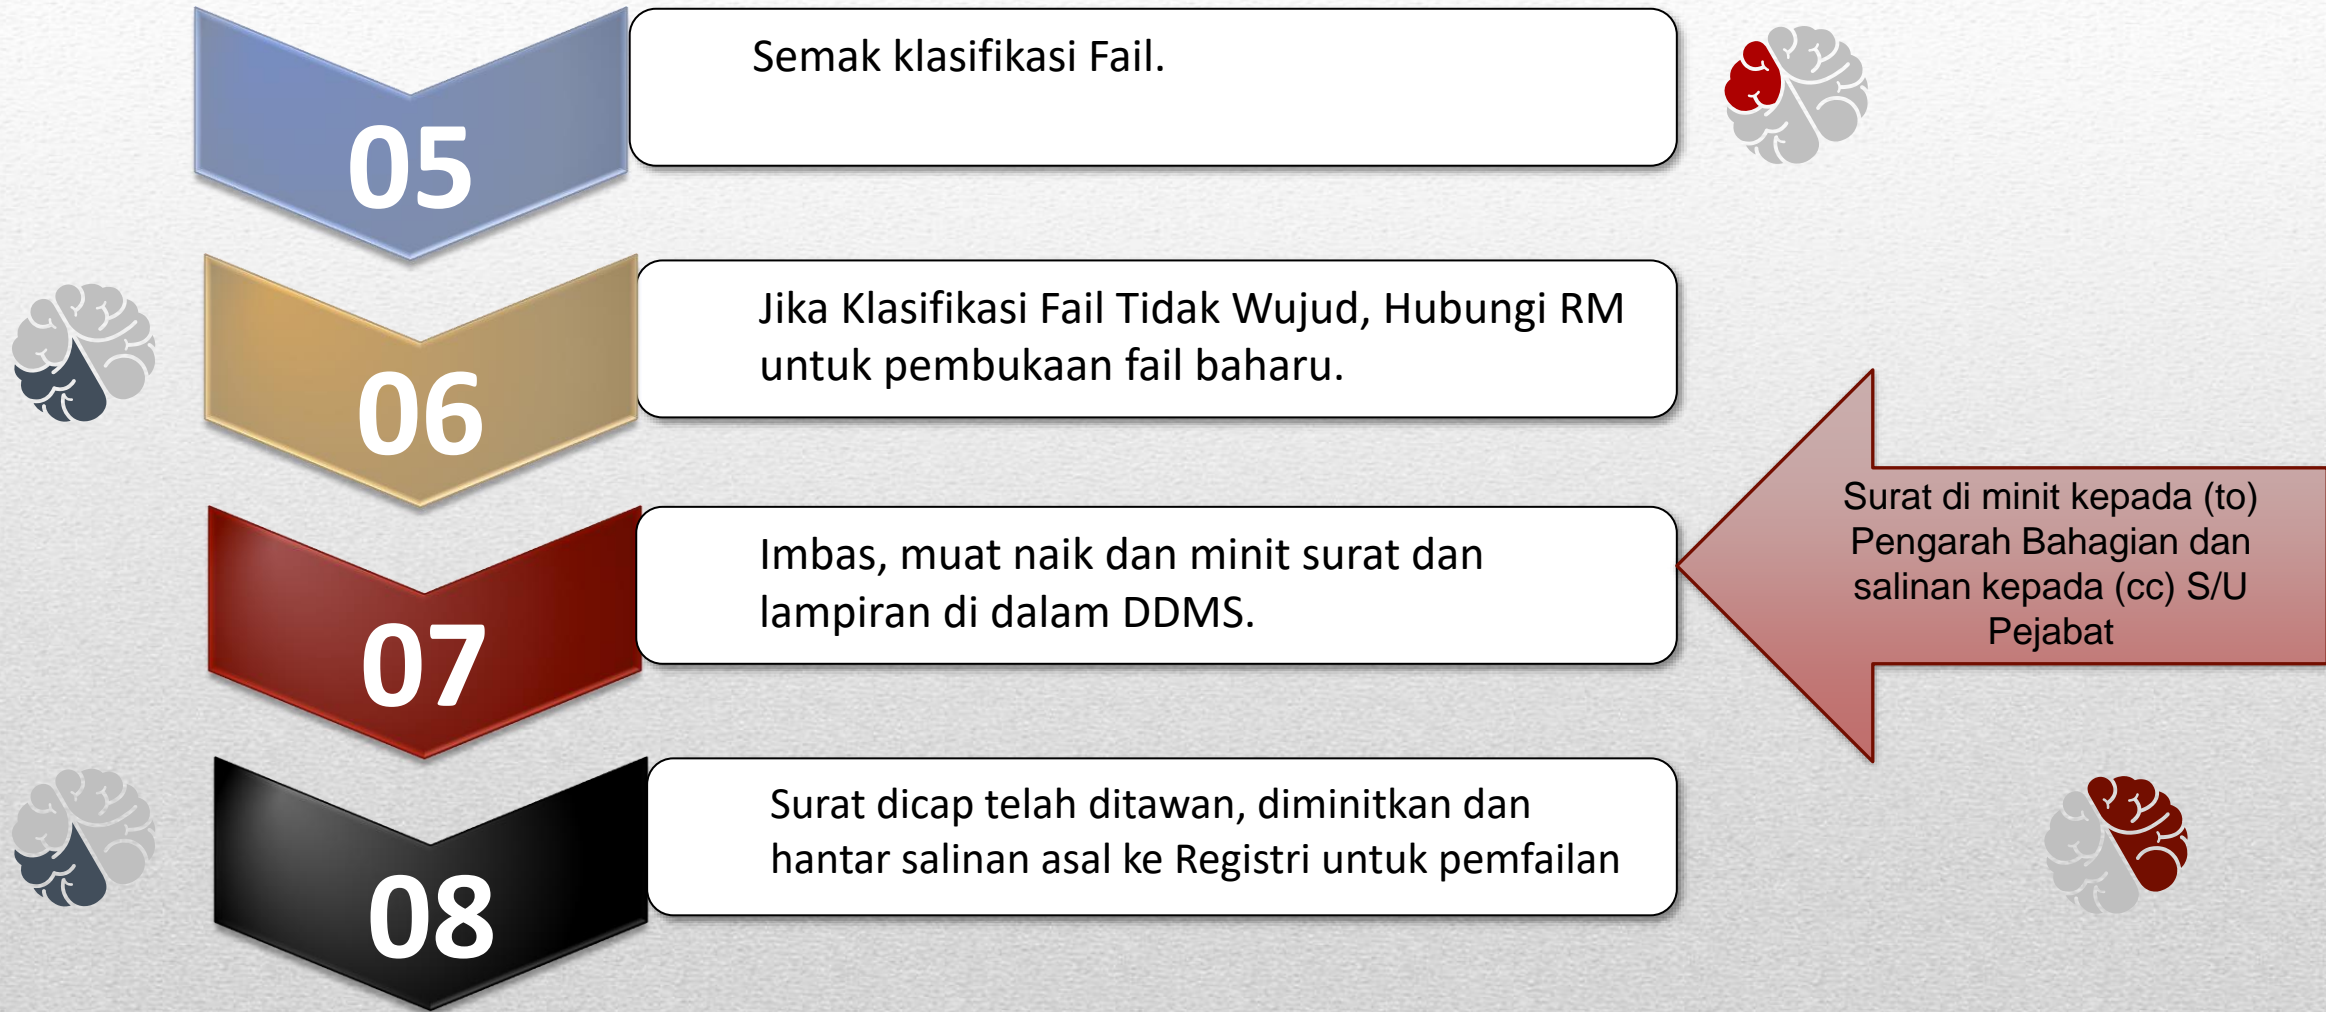 05
Semak klasifikasi Fail.
06
Jika Klasifikasi Fail Tidak Wujud, Hubungi RM
untuk pembukaan fail baharu.
07
Imbas, muat naik dan minit surat dan
lampiran di dalam DDMS.
Surat di minit kepada (to)
Pengarah Bahagian dan
salinan kepada (cc) S/U
Pejabat
08
Surat dicap telah ditawan, diminitkan dan
hantar salinan asal ke Registri untuk pemfailan